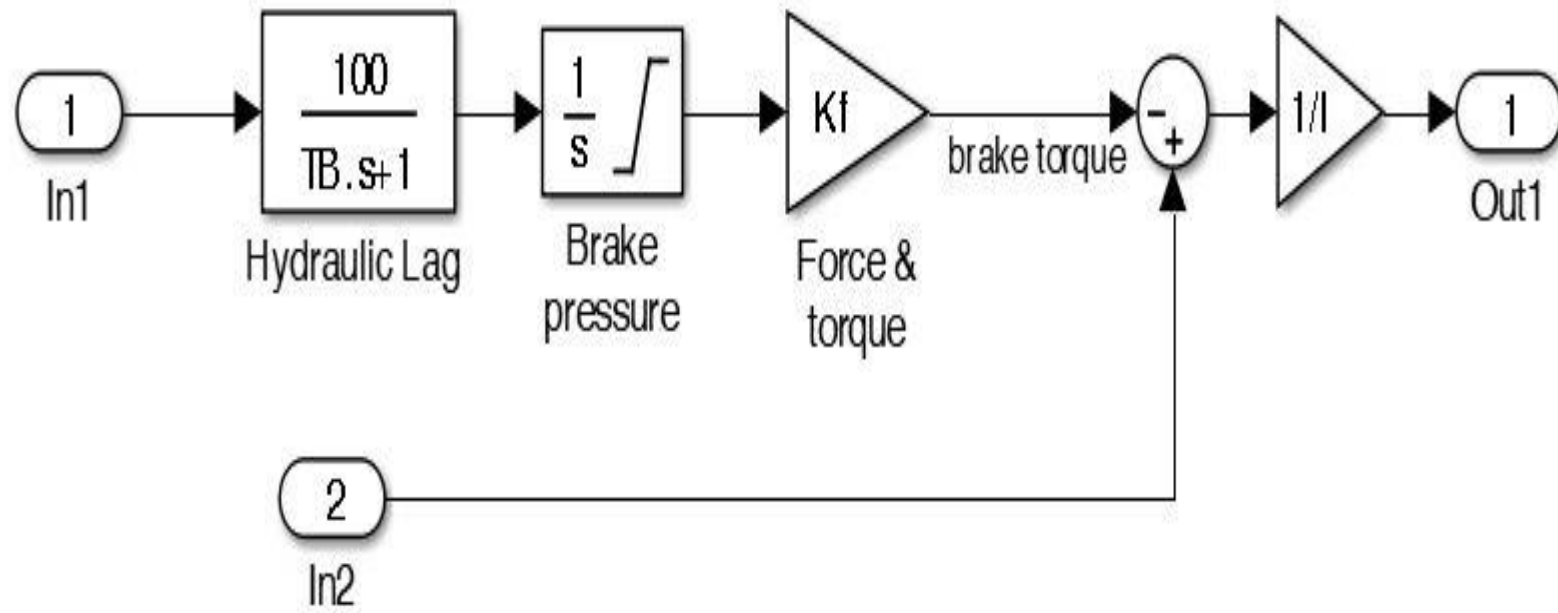 1
In1
100
TB.s+1
Hydraulic Lag
1
s
Brake
pressure
Kf
Force &
torque
brake torque
-
+
1/I
1
Out1
2
In2